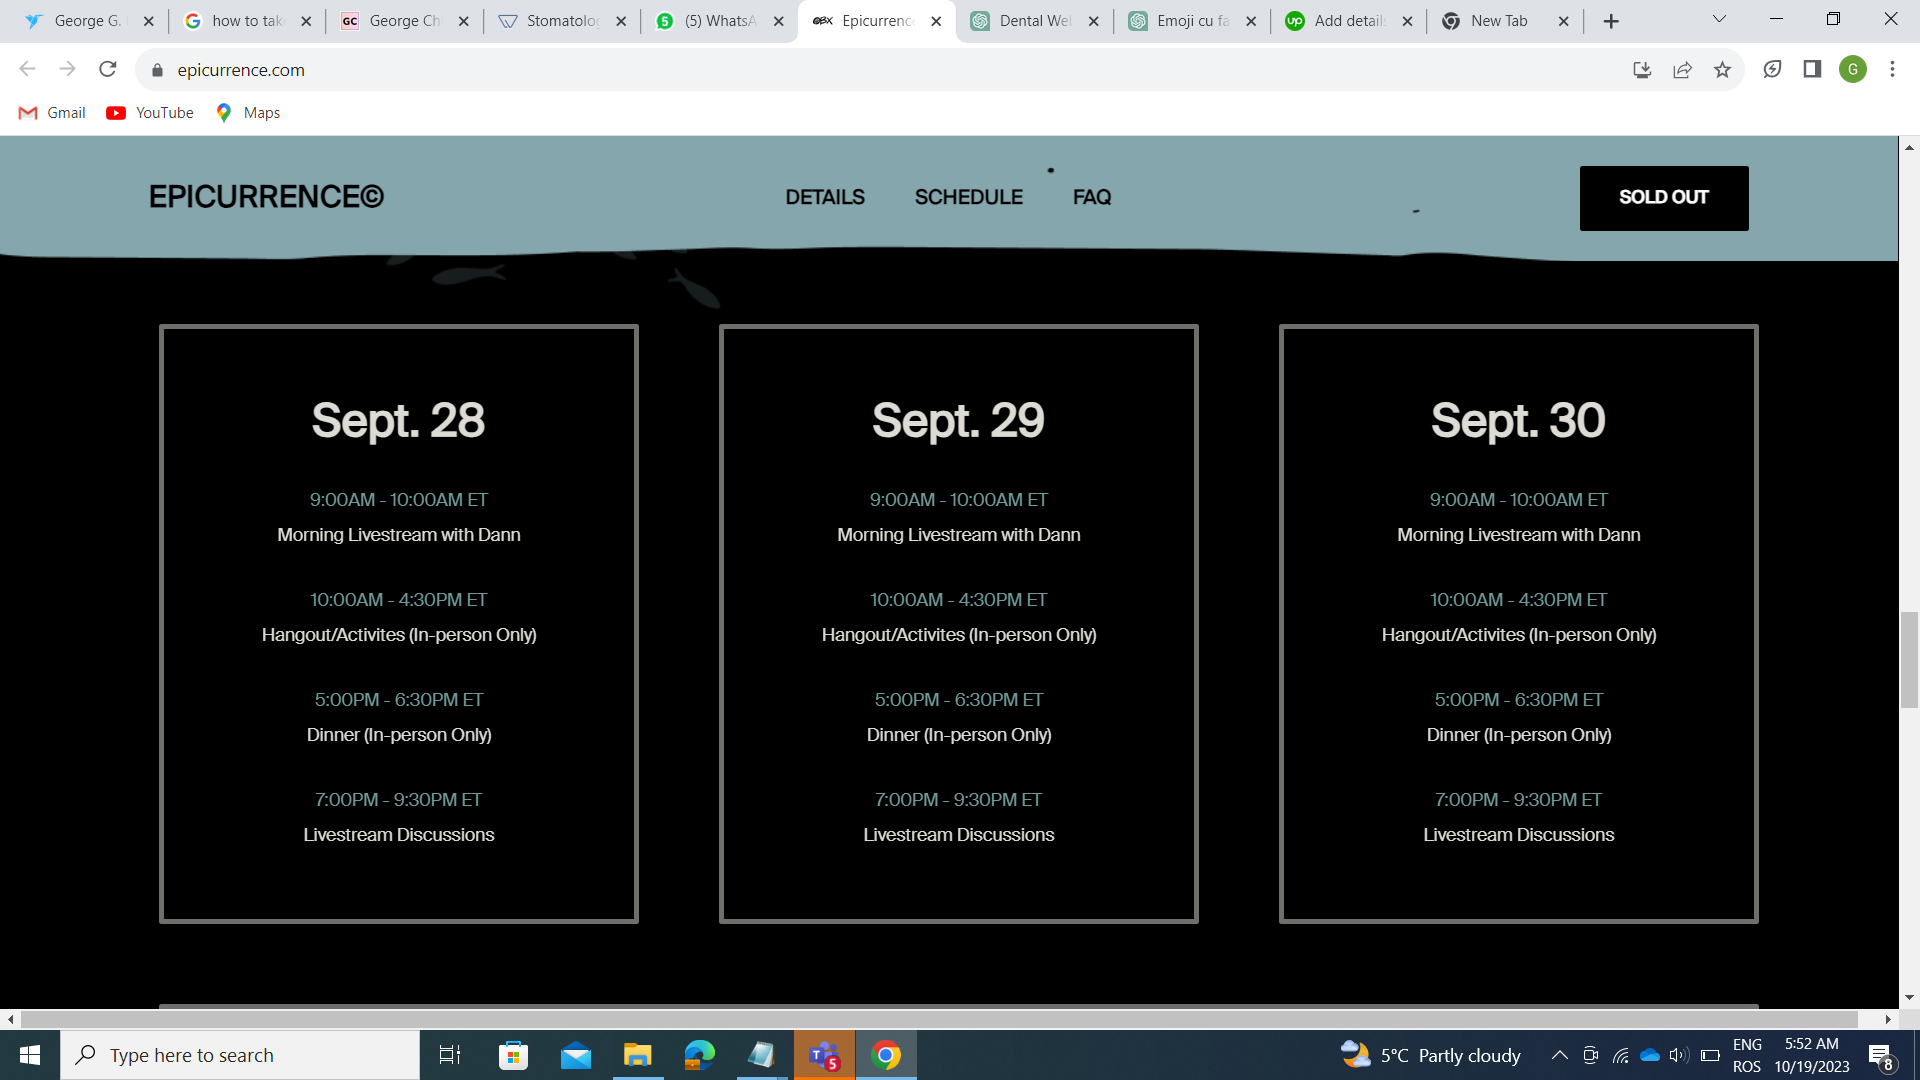 George G.
how to tak
GC George Ch
Stomatolog
5 (5) WhatsA
OBX Epicurrenc
Dental We
Emoji cu fa
up Add detail
New Tab
epicurrence.com
G
Gmail
YouTube
Maps
EPICURRENCE©
DETAILS
SCHEDULE
FAQ
SOLD OUT
Sept. 28
9:00AM - 10:00AM ET
Morning Livestream with Dann
10:00AM - 4:30PM ET
Hangout/Activites (In-person Only)
5:00PM - 6:30PM ET
Dinner (In-person Only)
7:00PM - 9:30PM ET
Livestream Discussions
Sept. 29
9:00AM - 10:00AM ET
Morning Livestream with Dann
10:00AM - 4:30PM ET
Hangout/Activites (In-person Only)
5:00PM - 6:30PM ET
Dinner (In-person Only)
7:00PM - 9:30PM ET
Livestream Discussions
Sept. 30
9:00AM - 10:00AM ET
Morning Livestream with Dann
10:00AM - 4:30PM ET
Hangout/Activites (In-person Only)
5:00PM - 6:30PM ET
Dinner (In-person Only)
7:00PM - 9:30PM ET
Livestream Discussions
Type here to search
T 5
5°C Partly cloudy
ENG
ROS
5:52 AM
10/19/2023
8